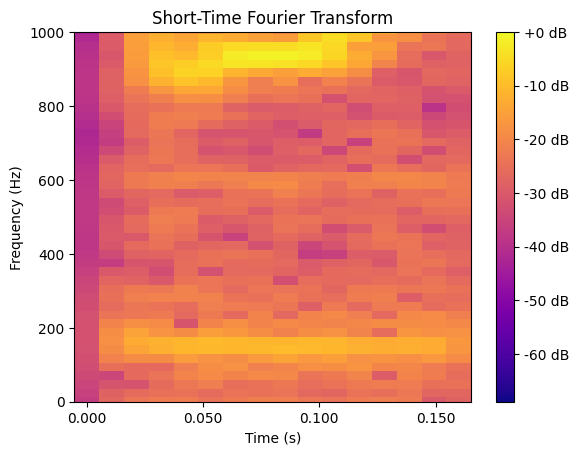 Short-Time Fourier Transform
1000
800
600
400
200
0
Frequency (Hz)
0.000
0.050
0.100
0.150
Time (s)
+0 dB
-10 dB
-20 dB
-30 dB
-40 dB
-50 dB
-60 dB